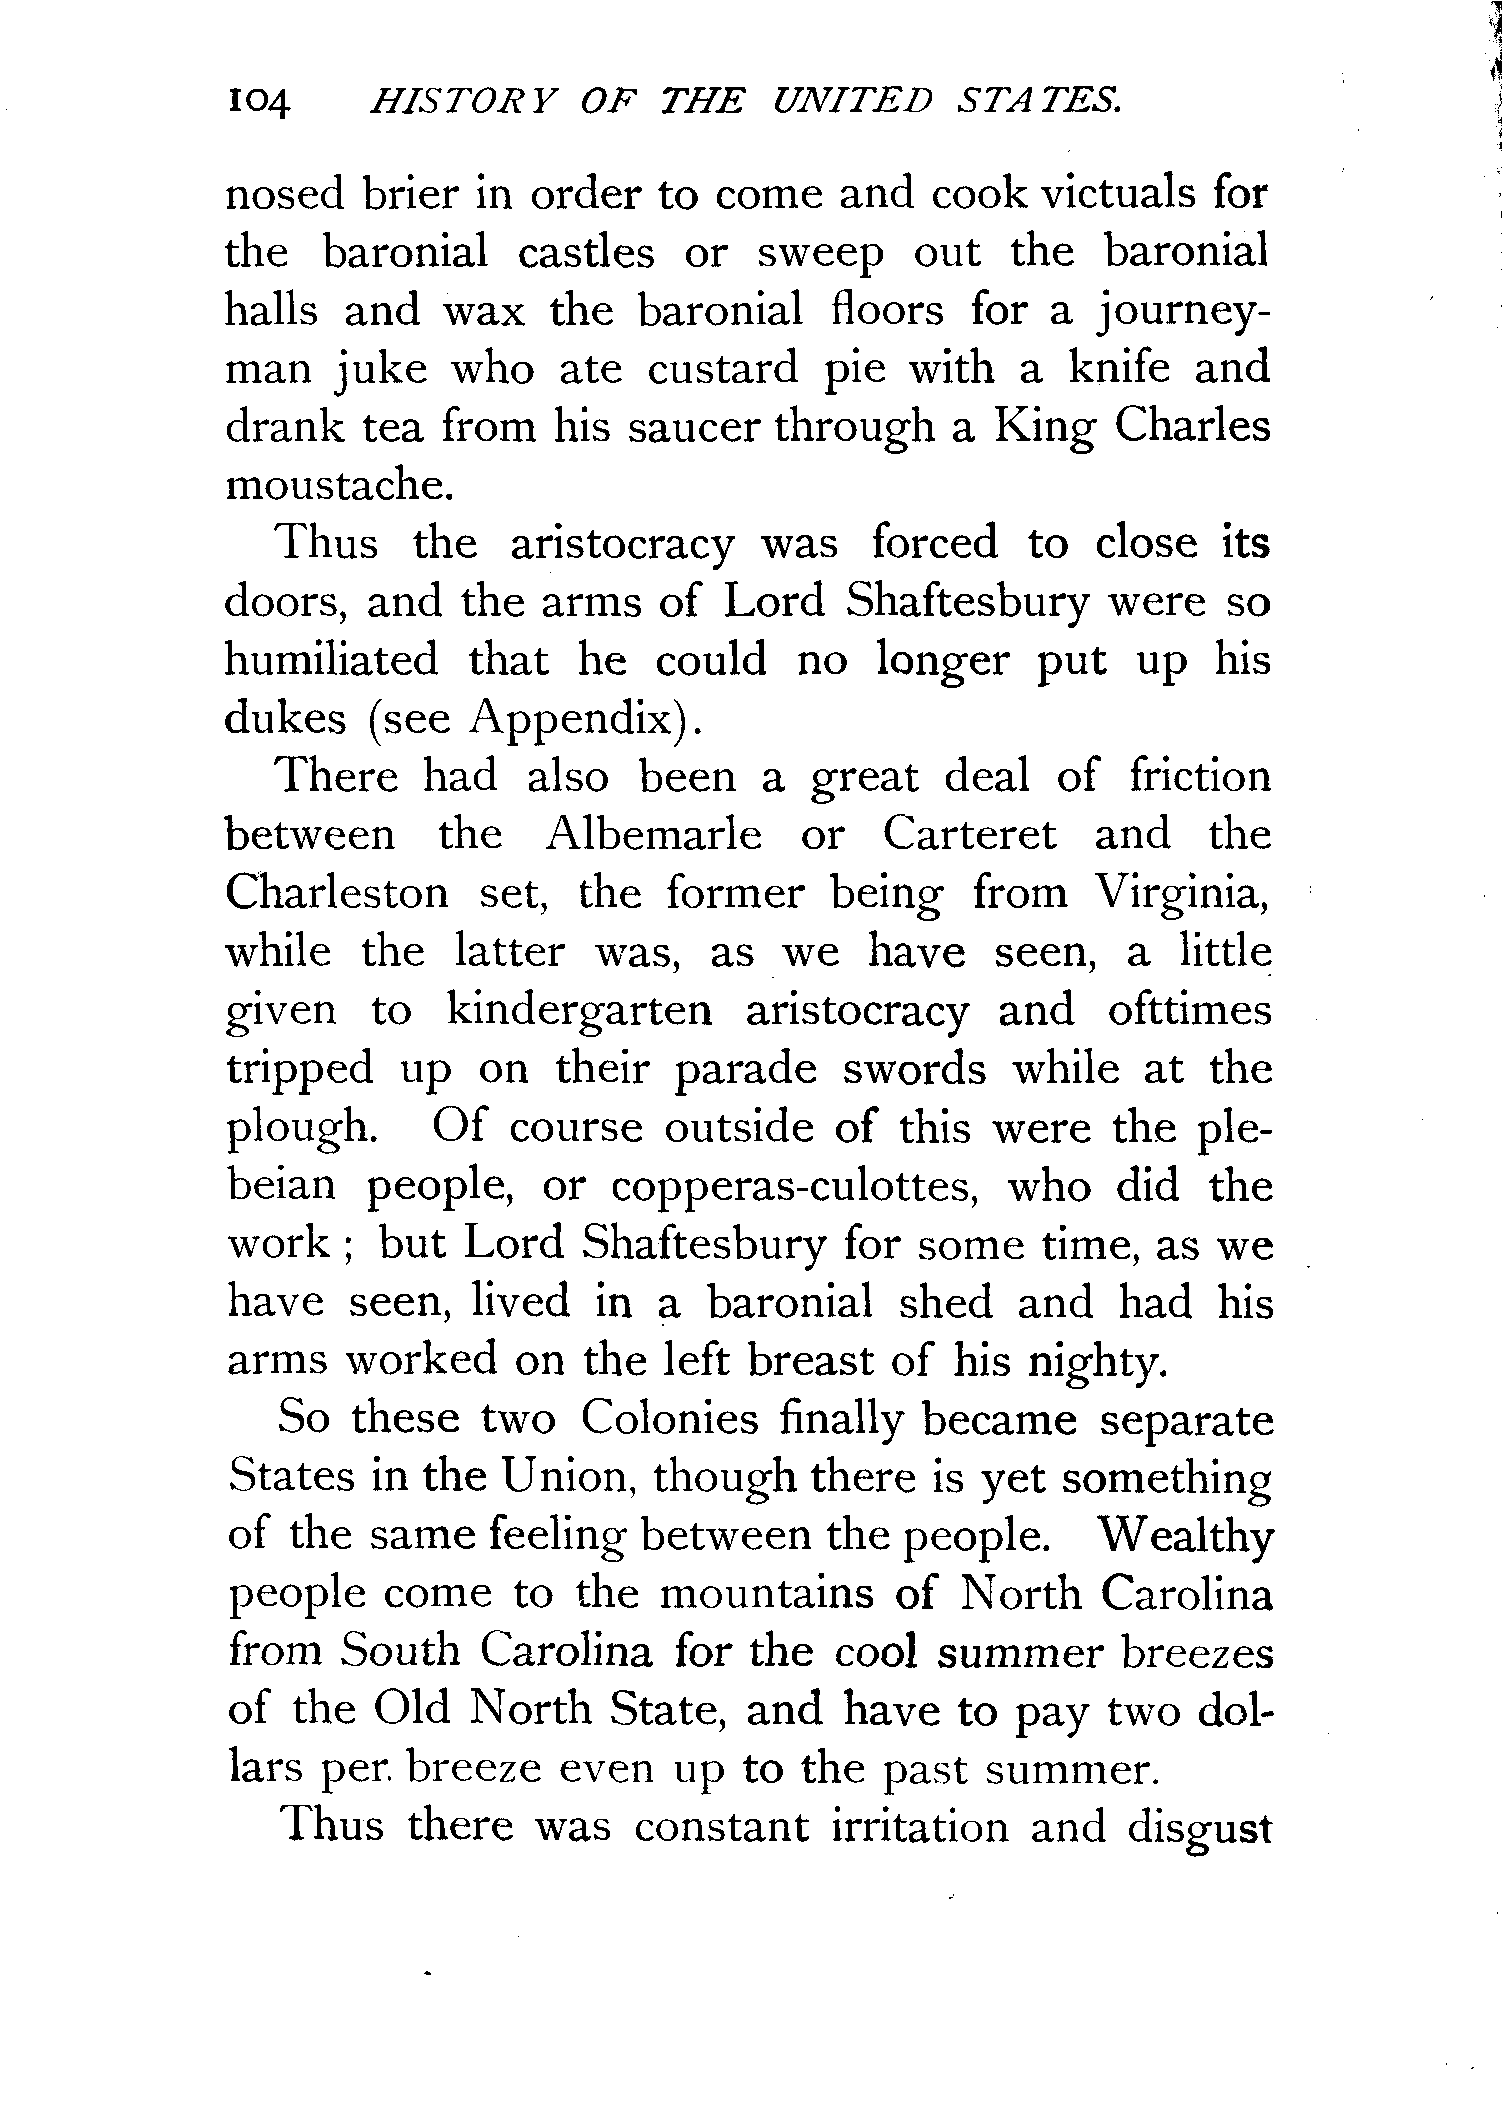 104 HISTORY OF THE UNITED STATES.
nosed brier in order to come and cook victuals for
the baronial castles or sweep out the baronial
halls and wax the baronial floors for a journey-
man juke who ate custard pie with a knife and
drank tea from his saucer through a King Charles
moustache.
Thus the aristocracy was forced to close its
doors, and the arms of Lord Shaftesbury were so
humiliated that he could no longer put up his
dukes (see Appendix).
There had also been a great deal of friction
between the Albemarle or Carteret and the
Charleston set, the former being from Virginia,
while the latter was, as we have seen, a little
given to kindergarten aristocracy and ofttimes
tripped up on their parade swords while at the
plough. Of course outside of this were the ple-
beian people, or copperas-culottes, who did the
work ; but Lord Shaftesbury for some time, as we
have seen, lived in a baronial shed and had his
arms worked on the left breast of his nighty.
So these two Colonies finally became separate
States in the Union, though there is yet something
of the same feeling between the people. Wealthy
people come to the mountains of North Carolina
from South Carolina for the cool summer breezes
of the Old North State, and have to pay two dol-
lars per breeze even up to the past summer.
Thus there was constant irritation and disgust